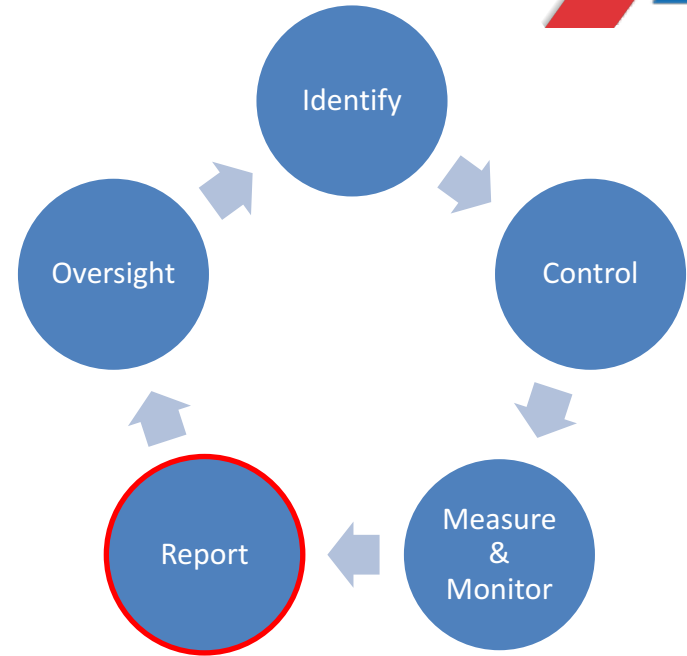 Identify
Control
Measure
&
Monitor
Report
Oversight